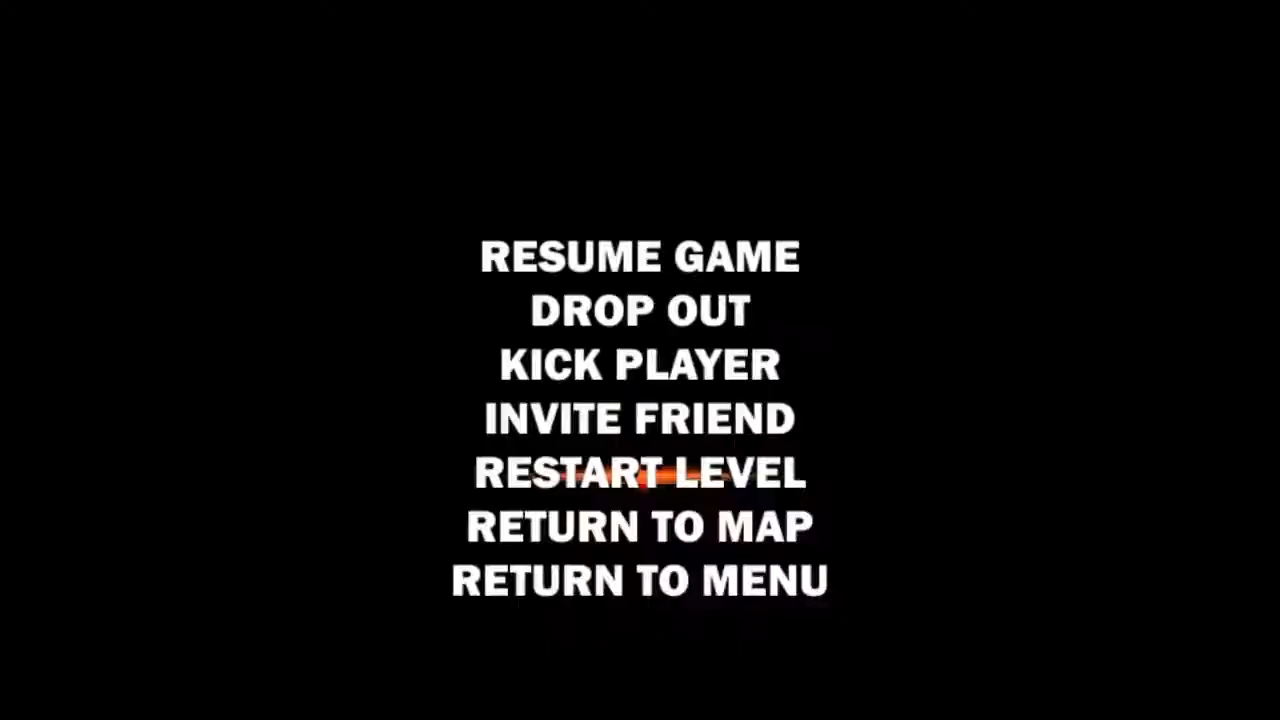 RESUME GAME
DROP OUT
KICK PLAYER
INVITE FRIEND
RESTART LEVEL
RETURN TO MAP
RETURN TO MENU